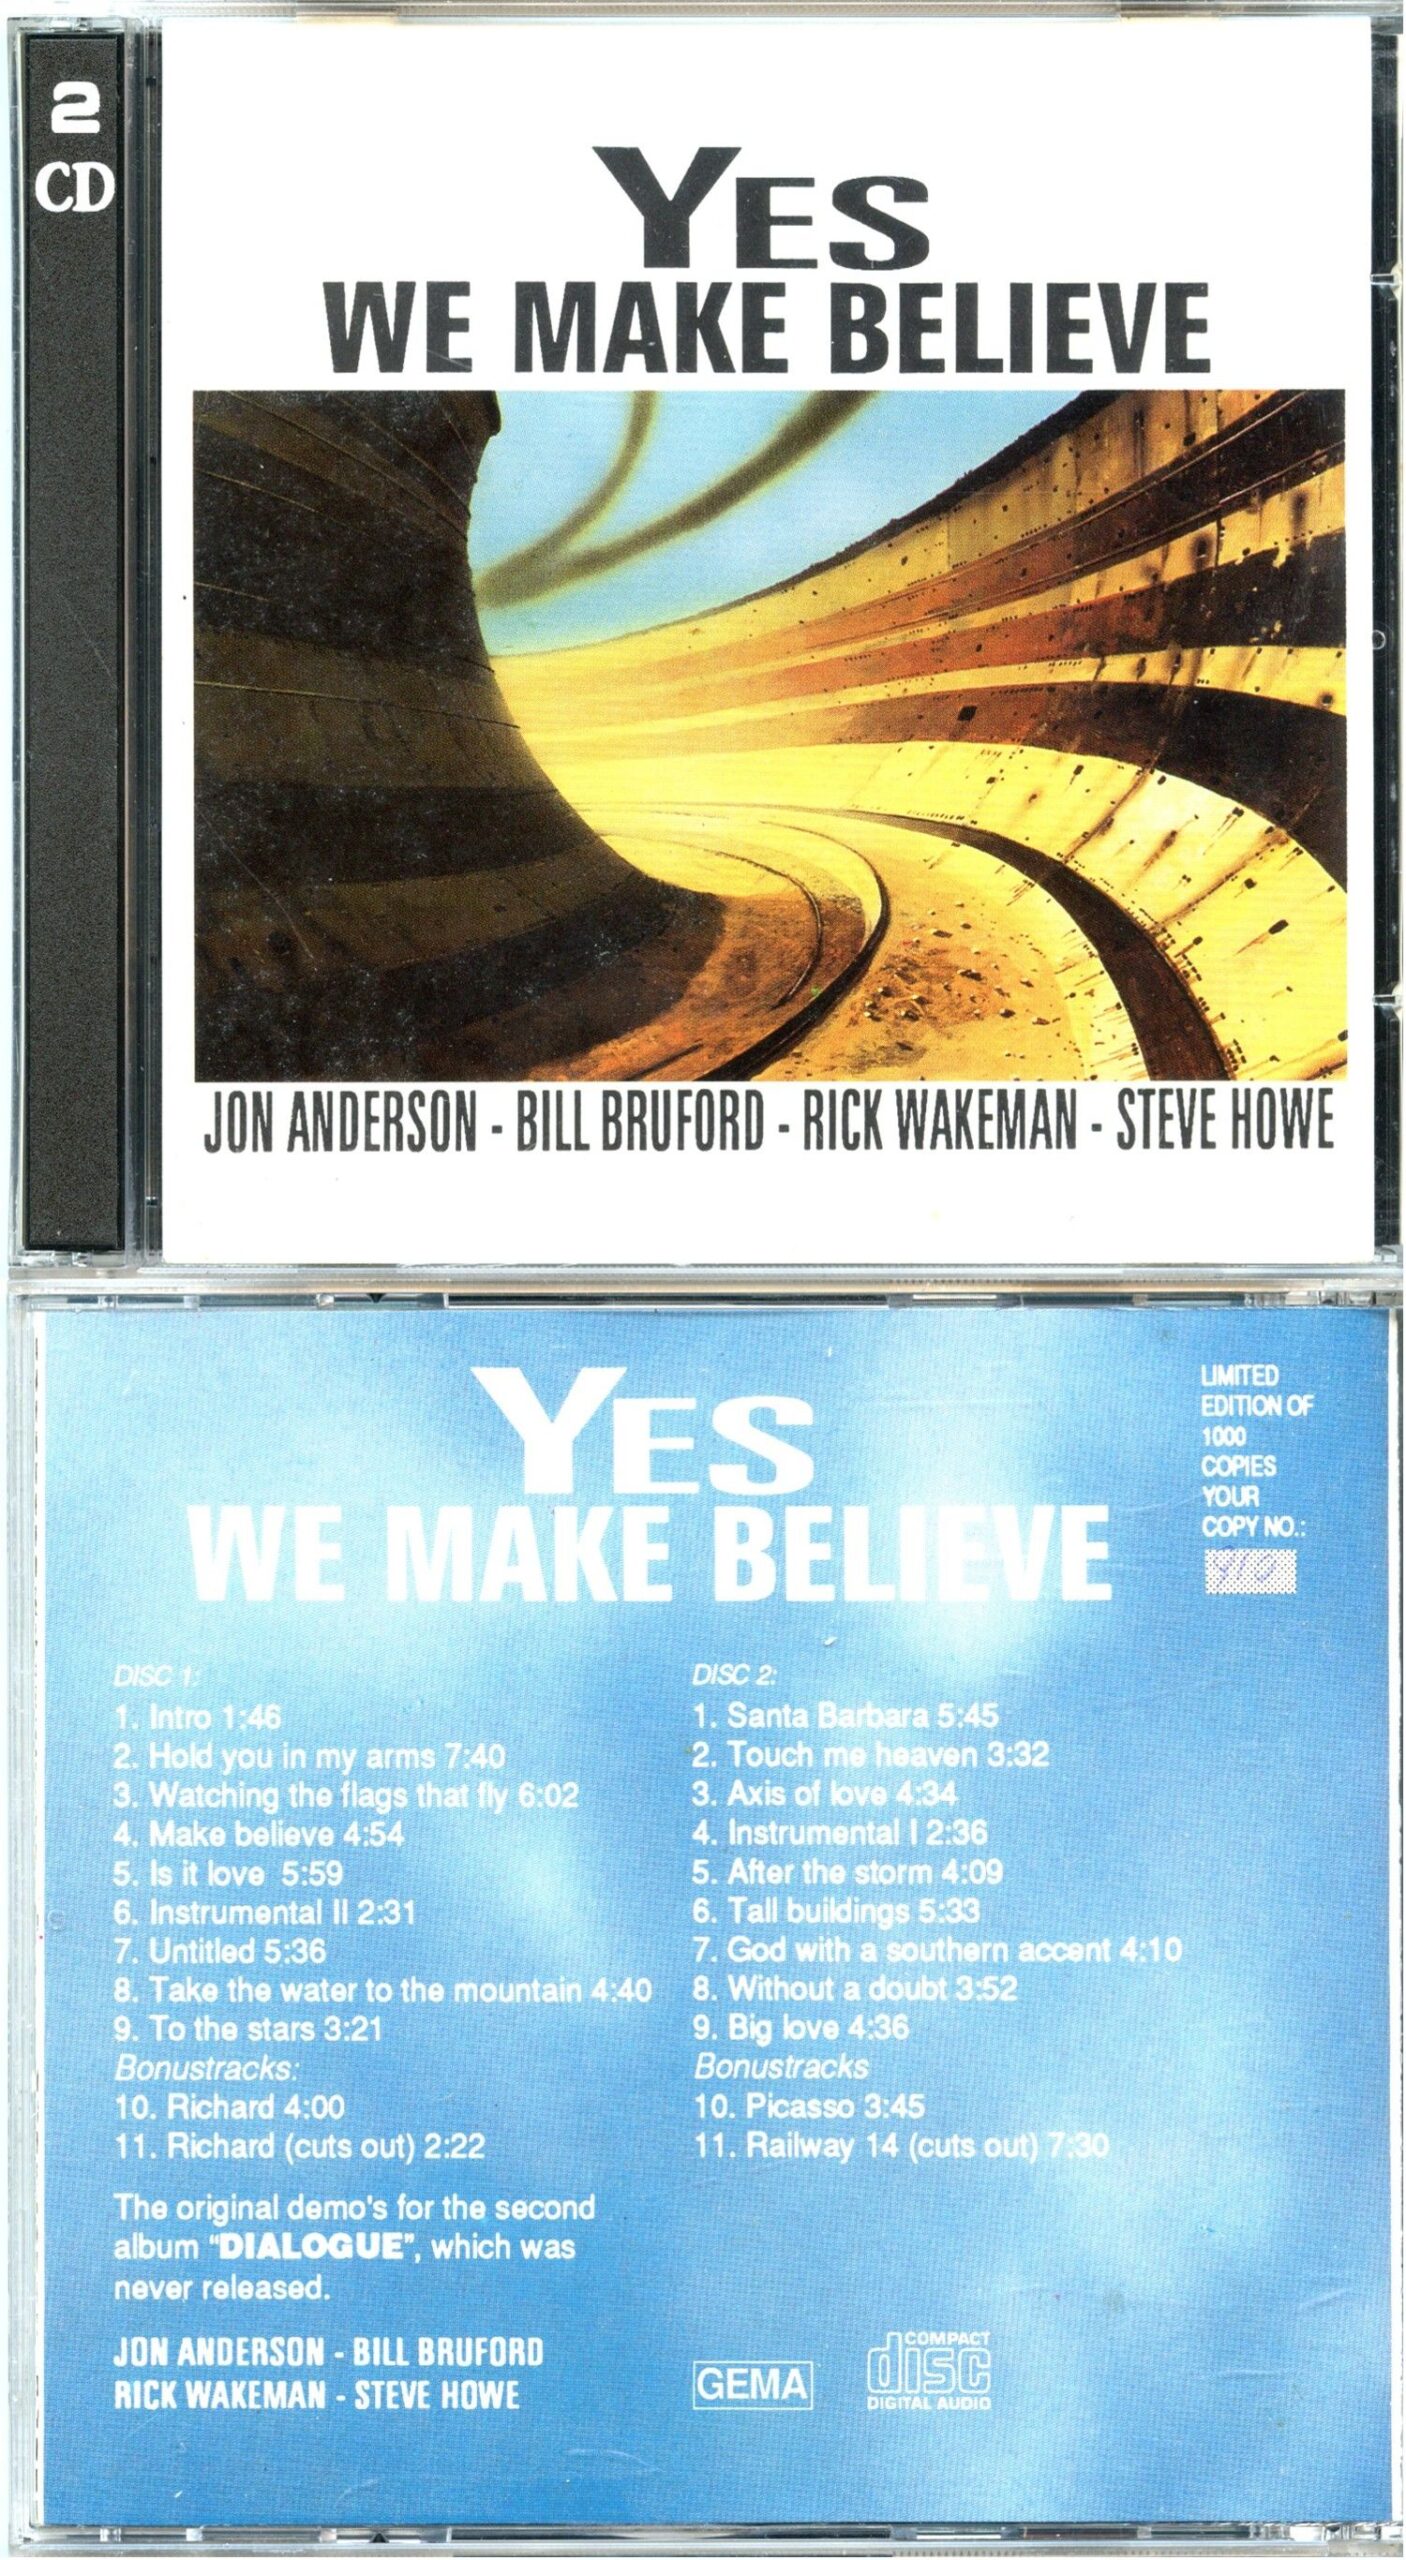 2
CD
YES
WE MAKE BELIEVE
JON ANDERSON - BILL BRUFORD - RICK WAKEMAN - STEVE HOWE
YES
WE MAKE BELIEVE
LIMITED
EDITION OF
1000
COPIES
YOUR
COPY NO.:
DISC 1:
1. Intro 1:46
2. Hold you in my arms 7:40
3. Watching the flags that fly 6:02
4. Make believe 4:54
5. Is it love 5:59
6. Instrumental II 2:31
7. Untitled 5:36
8. Take the water to the mountain 4:40
9. To the stars 3:21
Bonustracks:
10. Richard 4:00
11. Richard (cuts out) 2:22
The original demo's for the second
album "DIALOGUE", which was
never released.
JON ANDERSON - BILL BRUFORD
RICK WAKEMAN - STEVE HOWE
DISC 2:
1. Santa Barbara 5:45
2. Touch me heaven 3:32
3. Axis of love 4:34
4. Instrumental I 2:36
5. After the storm 4:09
6. Tall buildings 5:33
7. God with a southern accent 4:10
8. Without a doubt 3:52
9. Big love 4:36
Bonustracks
10. Picasso 3:45
11. Railway 14 (cuts out) 7:30
GEMA
COMPACT
disc
DIGITAL AUDIO